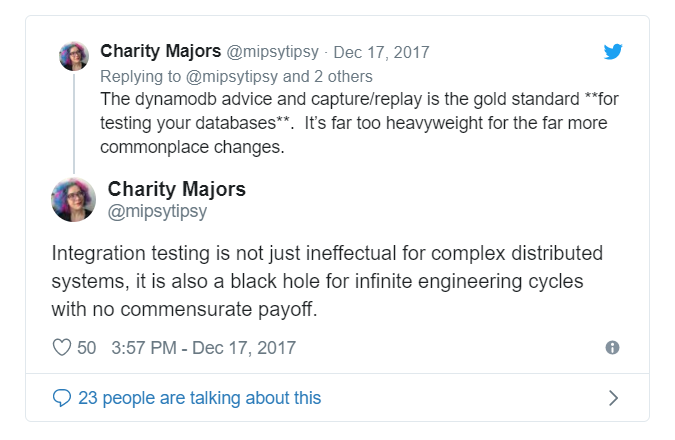 Charity Majors @mipsytipsy · Dec 17, 2017
Replying to @mipsytipsy and 2 others
The dynamodb advice and capture/replay is the gold standard **for
testing your databases**.  It’s far too heavyweight for the far more
commonplace changes.
Charity Majors
@mipsytipsy
Integration testing is not just ineffectual for complex distributed
systems, it is also a black hole for infinite engineering cycles
with no commensurate payoff.
50 3:57 PM - Dec 17, 2017
23 people are talking about this